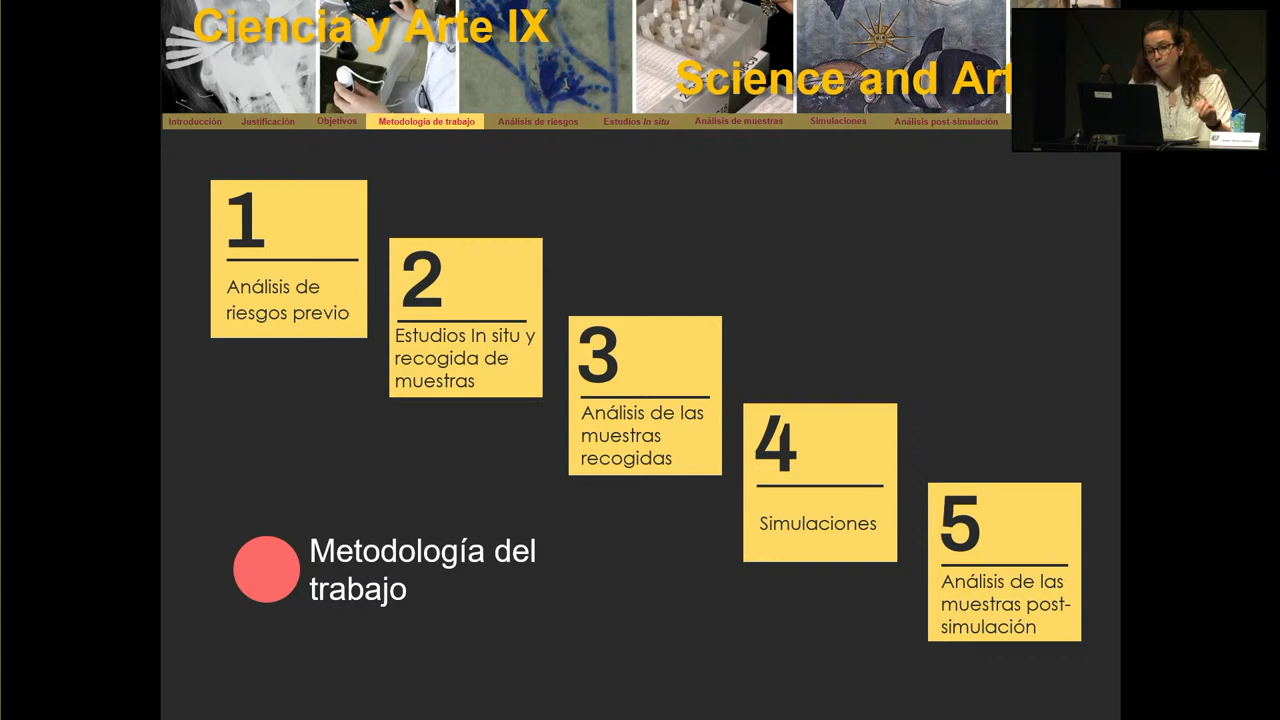 Ciencia y Arte IX
Science and Art
Introducción Justificación Objetivos Metodología de trabajo Análisis de riesgos Estudios In situ Análisis de muestras Simulaciones Análisis post-simulación
1
Análisis de
riesgos previo
2
Estudios In situ y
recogida de
muestras
3
Análisis de las
muestras
recogidas
4
Simulaciones
5
Análisis de las
muestras post-
simulación
Metodología del
trabajo